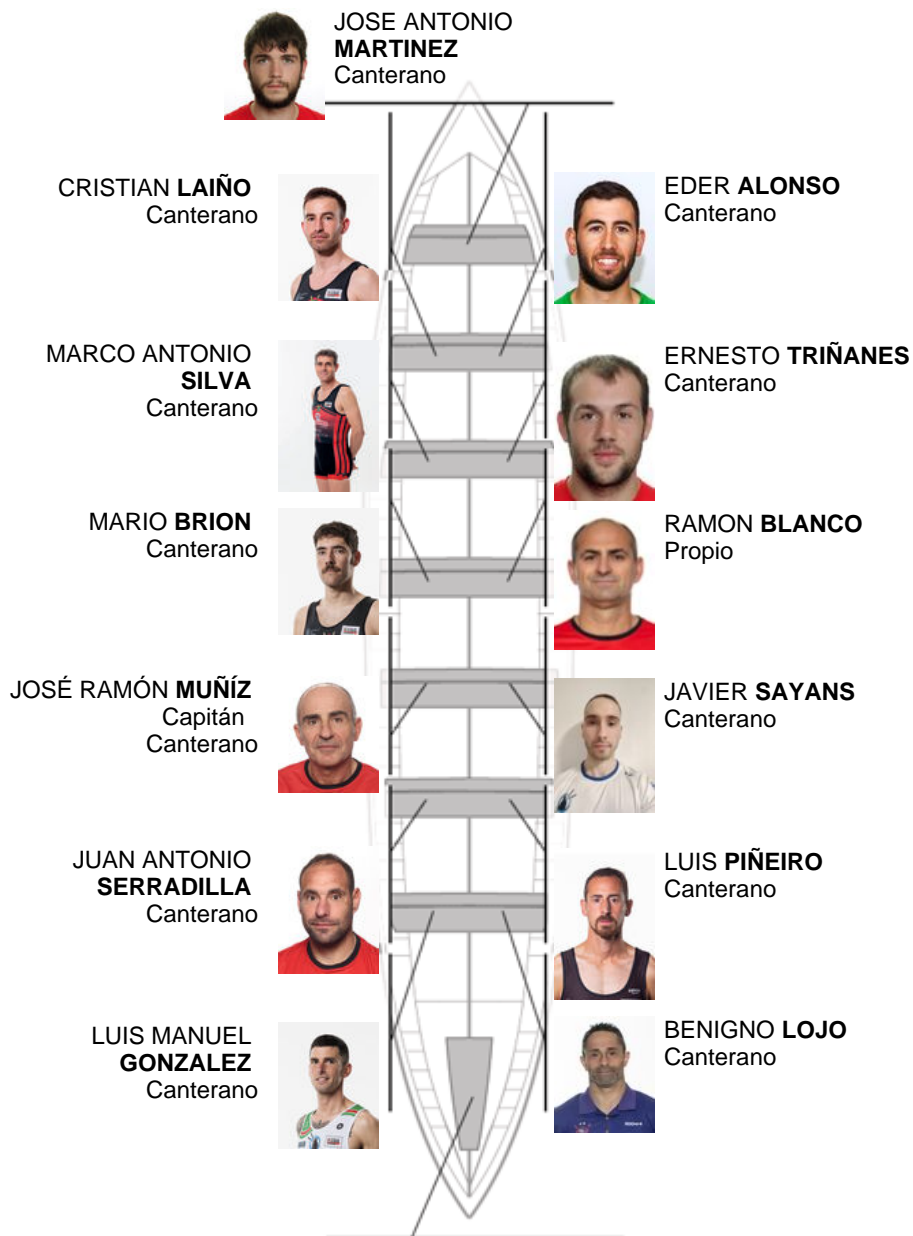 JOSE ANTONIO
MARTINEZ
Canterano
CRISTIAN LAIÑO
Canterano
EDER ALONSO
Canterano
MARCO ANTONIO
SILVA
Canterano
ERNESTO TRIÑANES
Canterano
MARIO BRION
Canterano
RAMON BLANCO
Propio
JOSÉ RAMÓN MUÑÍZ
Capitán
Canterano
JAVIER SAYANS
Canterano
JUAN ANTONIO
SERRADILLA
Canterano
LUIS PIÑEIRO
Canterano
LUIS MANUEL
GONZALEZ
Canterano
BENIGNO LOJO
Canterano